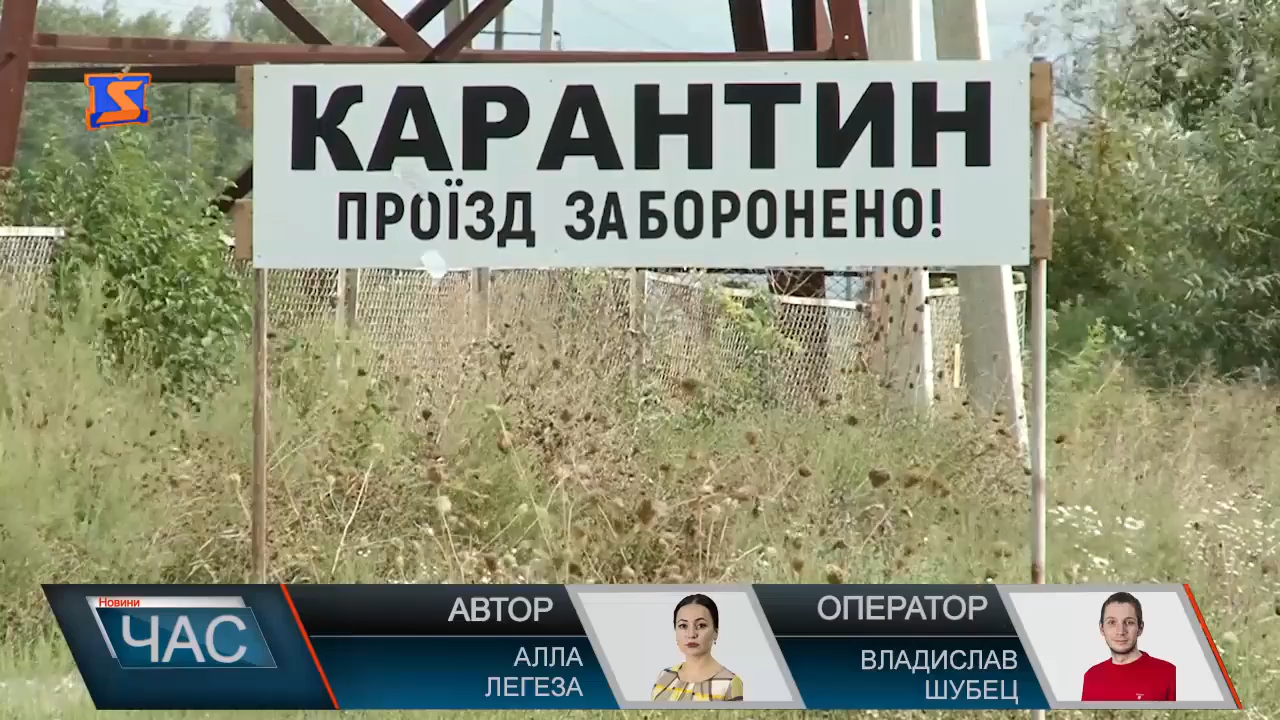 КАРАНТИН
ПРОЇЗД ЗАБОРОНЕНО!
Новини
ЧАС
АВТОР
АЛЛА
ЛЕГЕЗА
ОПЕРАТОР
ВЛАДИСЛАВ
ШУБЕЦ